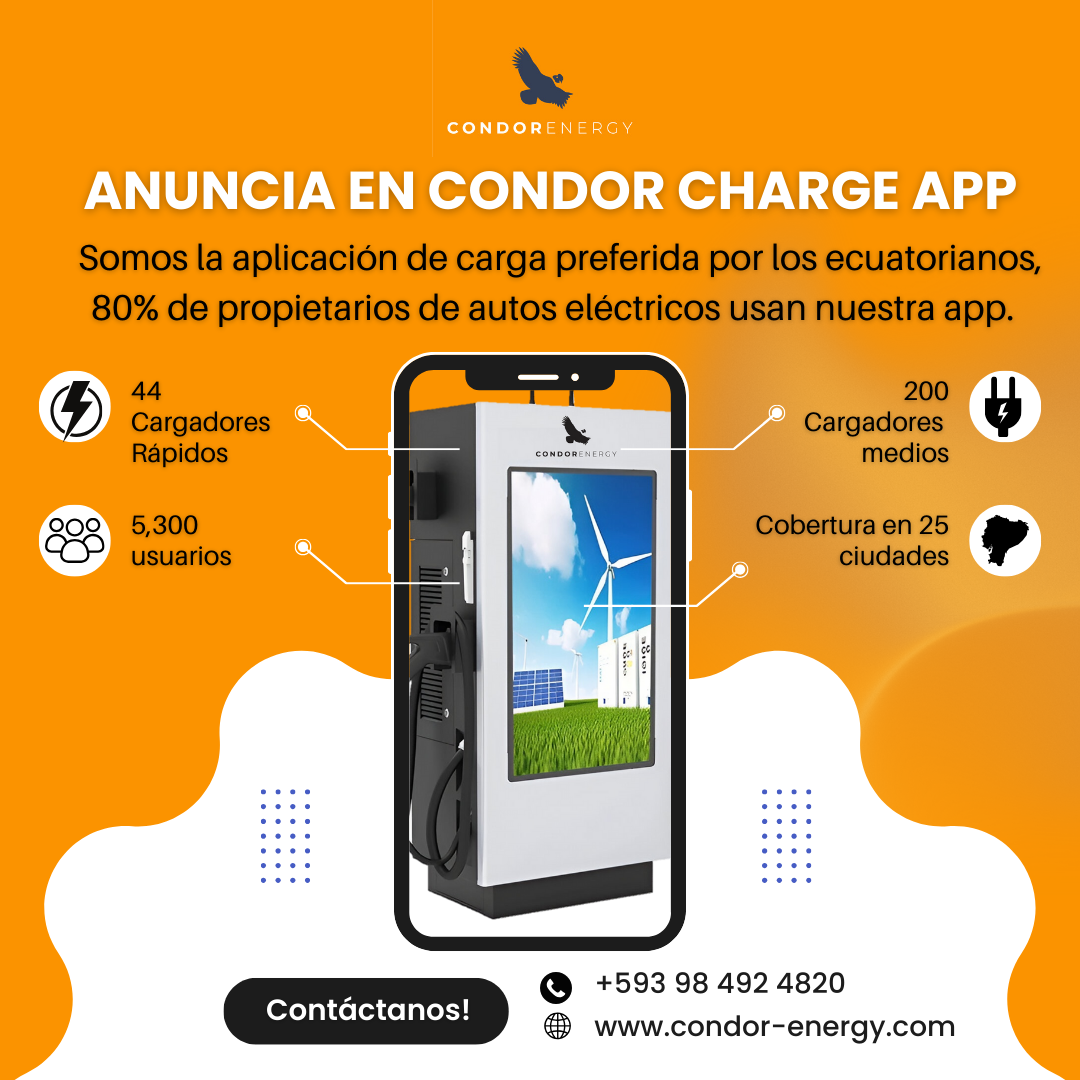 CONDORENERGY
ANUNCIA EN CONDOR CHARGE APP
Somos la aplicación de carga preferida por los ecuatorianos,
80% de propietarios de autos eléctricos usan nuestra app.
44
Cargadores
Rápidos
200
Cargadores
medios
5,300
usuarios
Cobertura en 25
ciudades
CONDORENERGY
Contáctanos!
+593 98 492 4820
www.condor-energy.com